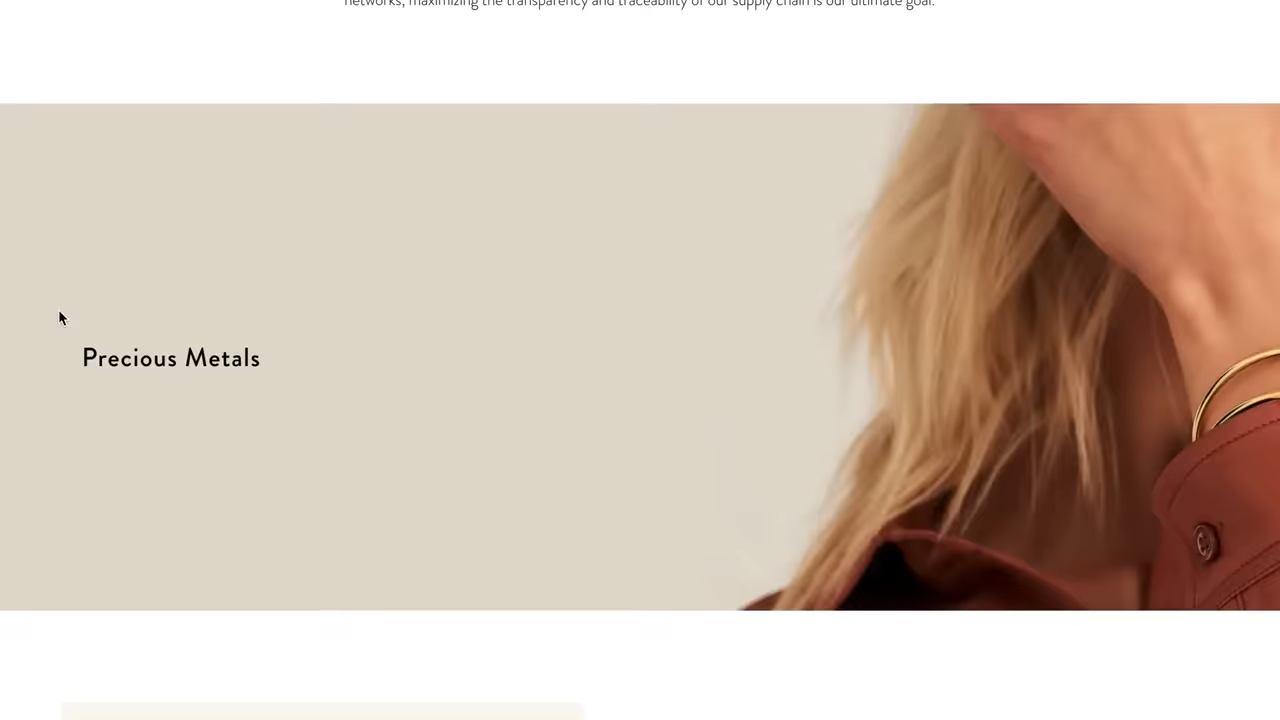 networks, maximizing the transparency and traceability of our supply chain is our ultimate goal.
Precious Metals